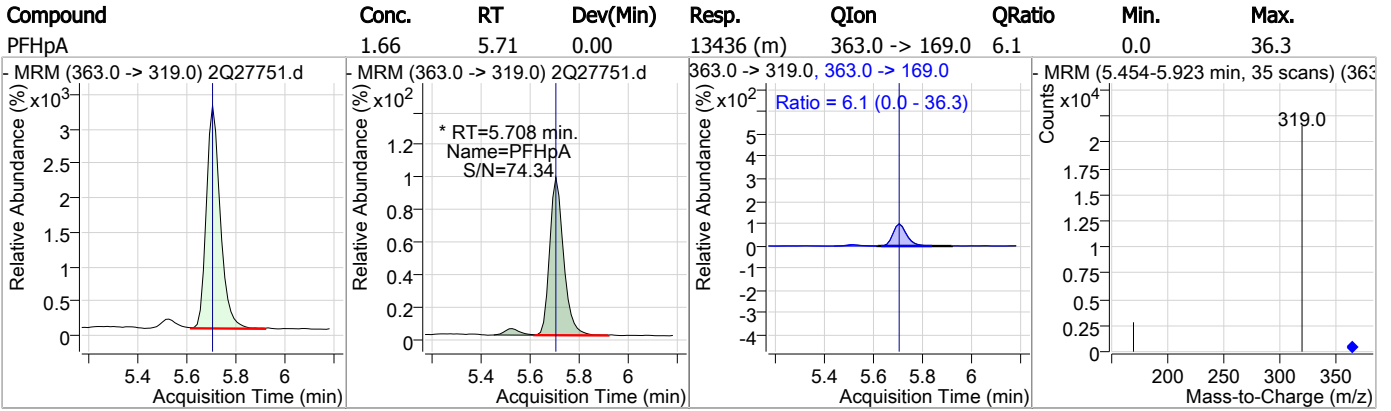 Compound Conc. RT Dev(Min) Resp. QIon QRatio Min. Max.
PFHpA 1.66 5.71 0.00 13436 (m) 363.0 -> 169.0 6.1 0.0 36.3
- MRM (363.0 -> 319.0) 2Q27751.d
Relative Abundance (%)
x10³
3
2.5
2
1.5
1
0.5
0
5.4 5.6 5.8 6
Acquisition Time (min)
- MRM (363.0 -> 319.0) 2Q27751.d
Relative Abundance (%)
x10²
* RT=5.708 min.
Name=PFHpA
S/N=74.34
1.2
1
0.8
0.6
0.4
0.2
0
5.4 5.6 5.8 6
Acquisition Time (min)
363.0 -> 319.0, 363.0 -> 169.0
Relative Abundance (%)
x10²
Ratio = 6.1 (0.0 - 36.3)
5
4
3
2
1
0
-1
-2
-3
-4
5.4 5.6 5.8 6
Acquisition Time (min)
- MRM (5.454-5.923 min, 35 scans) (363
Counts
x10⁴
319.0
2
1.75
1.5
1.25
1
0.75
0.5
0.25
0
200 250 300 350
Mass-to-Charge (m/z)